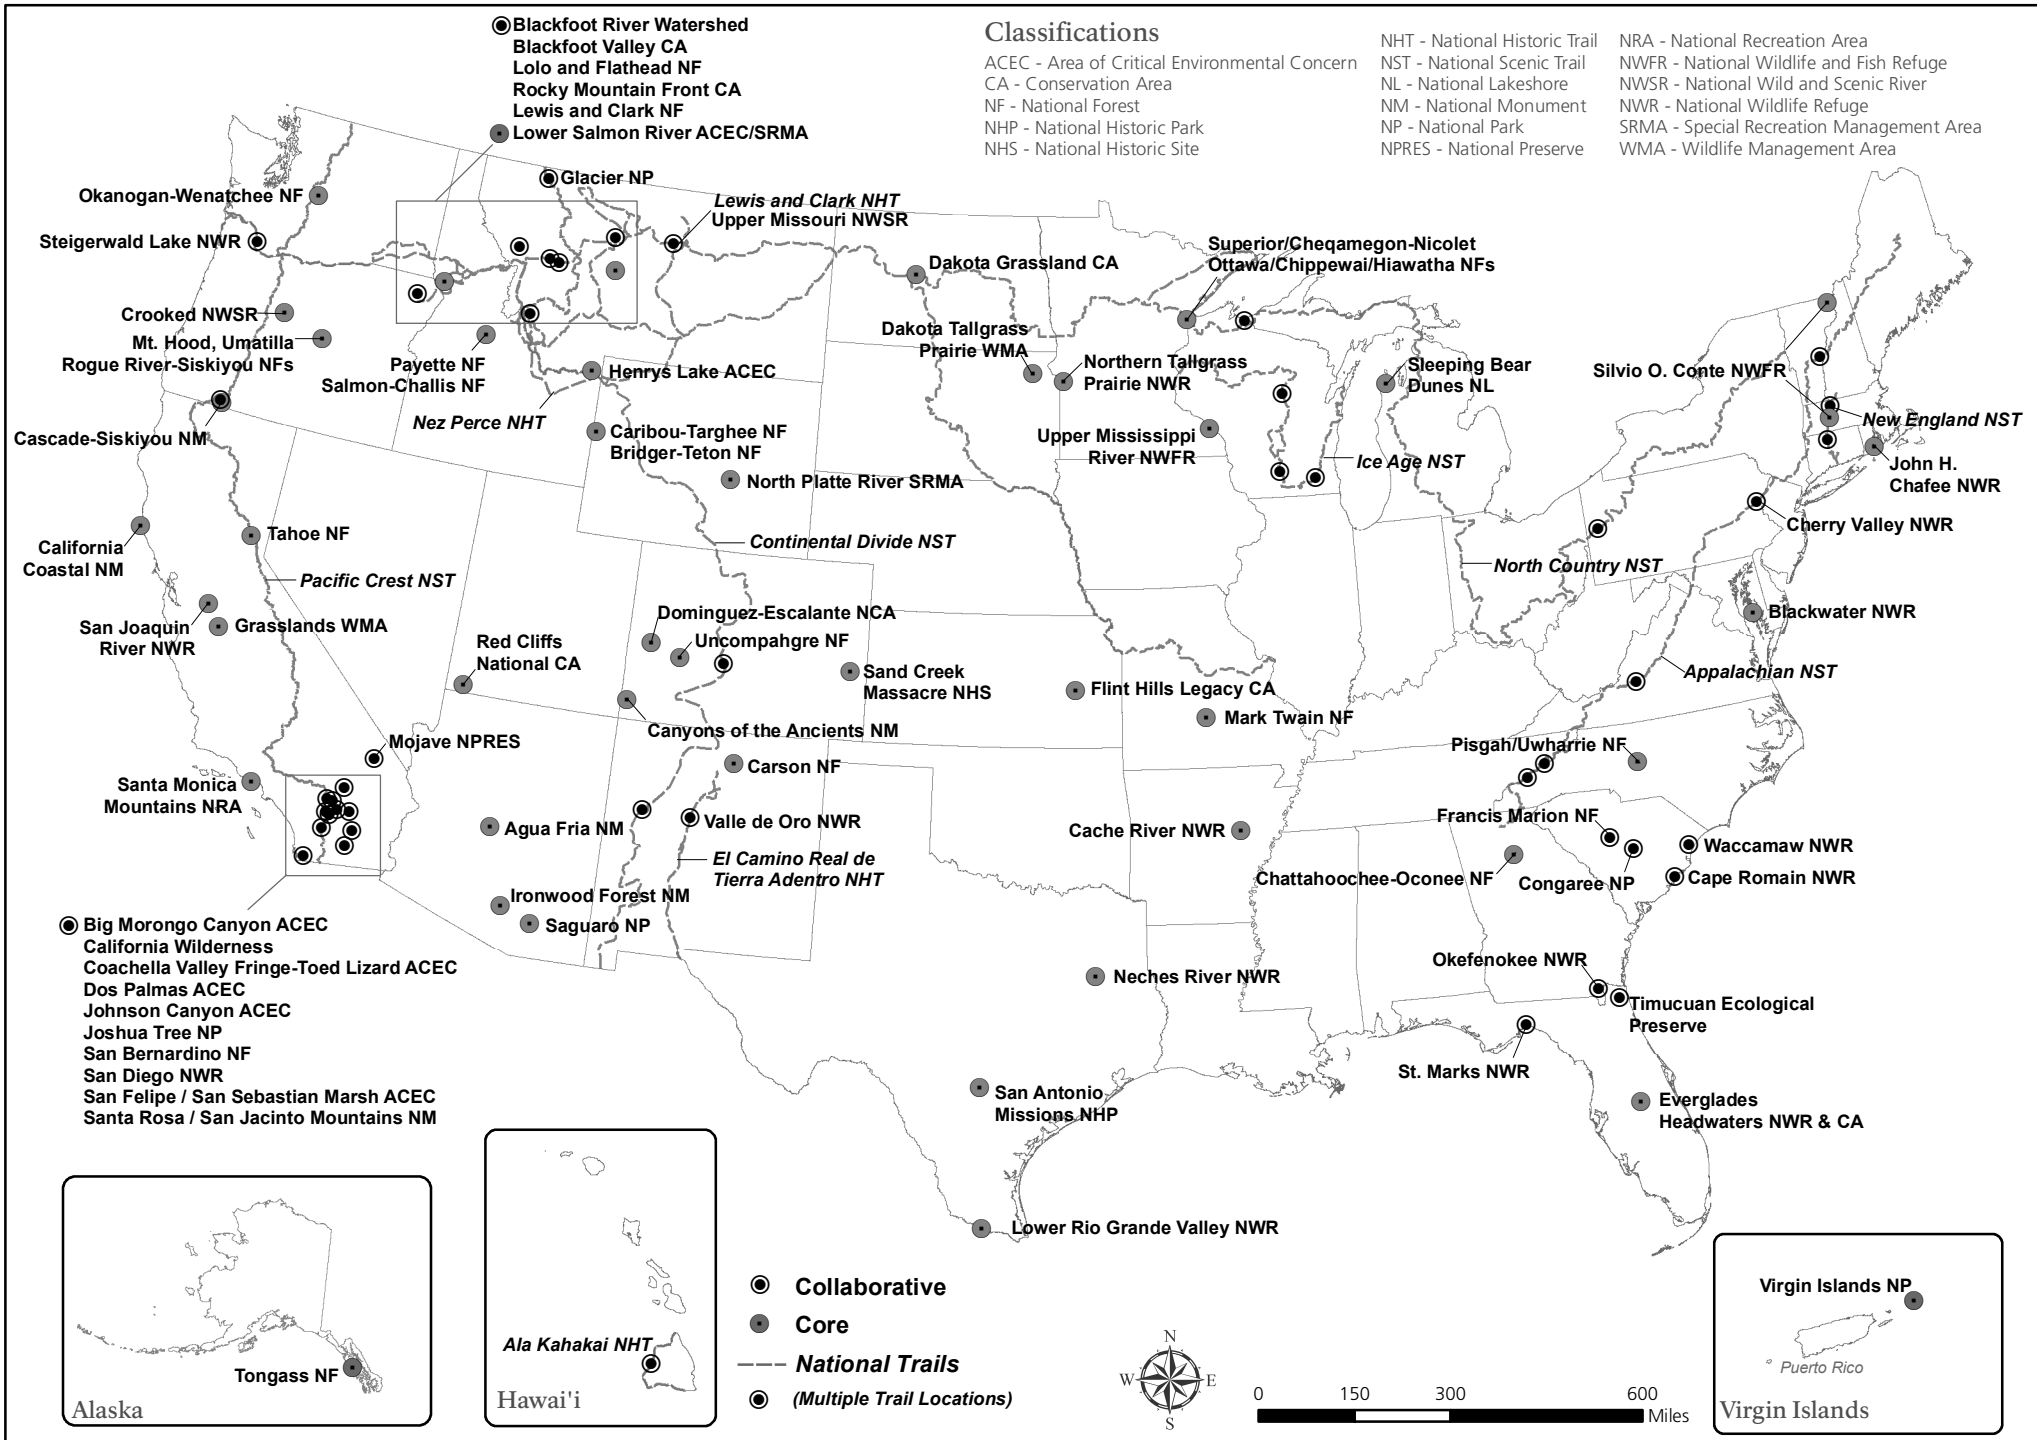 Blackfoot River Watershed
Blackfoot Valley CA
Lolo and Flathead NF
Rocky Mountain Front CA
Lewis and Clark NF
Lower Salmon River ACEC/SRMA
Classifications
ACEC - Area of Critical Environmental Concern
CA - Conservation Area
NF - National Forest
NHP - National Historic Park
NHS - National Historic Site
NHT - National Historic Trail
NST - National Scenic Trail
NL - National Lakeshore
NM - National Monument
NP - National Park
NPRES - National Preserve
NRA - National Recreation Area
NWFR - National Wildlife and Fish Refuge
NWSR - National Wild and Scenic River
NWR - National Wildlife Refuge
SRMA - Special Recreation Management Area
WMA - Wildlife Management Area
Glacier NP
Okanogan-Wenatchee NF
Lewis and Clark NHT
Upper Missouri NWSR
Steigerwald Lake NWR
Superior/Cheqamegon-Nicolet
Ottawa/Chippewai/Hiawatha NFs
Dakota Grassland CA
Crooked NWSR
Mt. Hood, Umatilla
Rogue River-Siskiyou NFs
Payette NF
Salmon-Challis NF
Henrys Lake ACEC
Dakota Tallgrass
Prairie WMA
Northern Tallgrass
Prairie NWR
Sleeping Bear
Dunes NL
Silvio O. Conte NWFR
Nez Perce NHT
New England NST
Cascade-Siskiyou NM
Caribou-Targhee NF
Bridger-Teton NF
Upper Mississippi
River NWFR
Ice Age NST
John H.
Chafee NWR
North Platte River SRMA
Cherry Valley NWR
Tahoe NF
California
Coastal NM
Continental Divide NST
North Country NST
Pacific Crest NST
Dominguez-Escalante NCA
Blackwater NWR
San Joaquin
River NWR
Grasslands WMA
Red Cliffs
National CA
Uncompahgre NF
Sand Creek
Massacre NHS
Flint Hills Legacy CA
Appalachian NST
Mark Twain NF
Canyons of the Ancients NM
Mojave NPRES
Pisgah/Uwharrie NF
Carson NF
Santa Monica
Mountains NRA
Agua Fria NM
Valle de Oro NWR
Cache River NWR
Francis Marion NF
Waccamaw NWR
El Camino Real de
Tierra Adentro NHT
Chattahoochee-Oconee NF
Congaree NP
Cape Romain NWR
Ironwood Forest NM
Saguaro NP
Big Morongo Canyon ACEC
California Wilderness
Coachella Valley Fringe-Toed Lizard ACEC
Dos Palmas ACEC
Johnson Canyon ACEC
Joshua Tree NP
San Bernardino NF
San Diego NWR
San Felipe / San Sebastian Marsh ACEC
Santa Rosa / San Jacinto Mountains NM
Neches River NWR
Okefenokee NWR
Timucuan Ecological
Preserve
St. Marks NWR
San Antonio
Missions NHP
Everglades
Headwaters NWR & CA
Lower Rio Grande Valley NWR
Tongass NF
Alaska
Ala Kahakai NHT
Hawai'i
Collaborative
Core
National Trails
(Multiple Trail Locations)
N
W
E
S
0
150
300
600
Miles
Virgin Islands NP
Puerto Rico
Virgin Islands